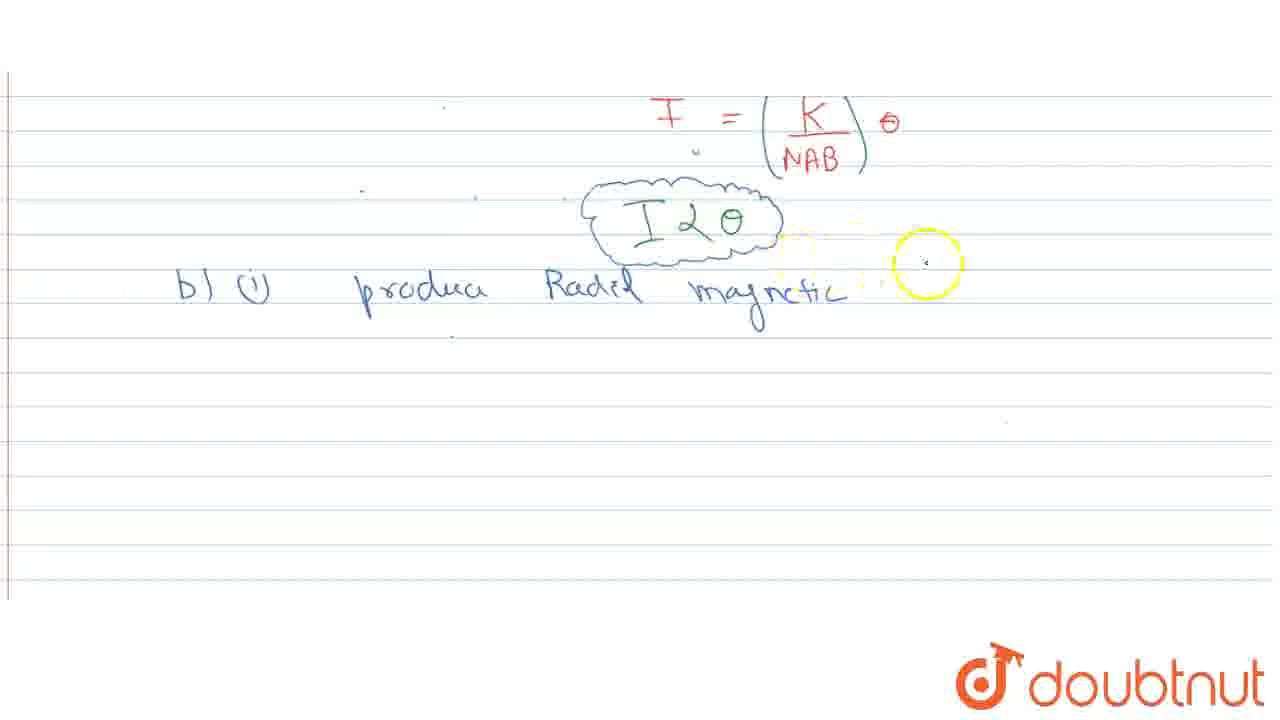 I = (K/NAB) θ
I α θ
b) (i) produce Radial magnetic
doubtnut